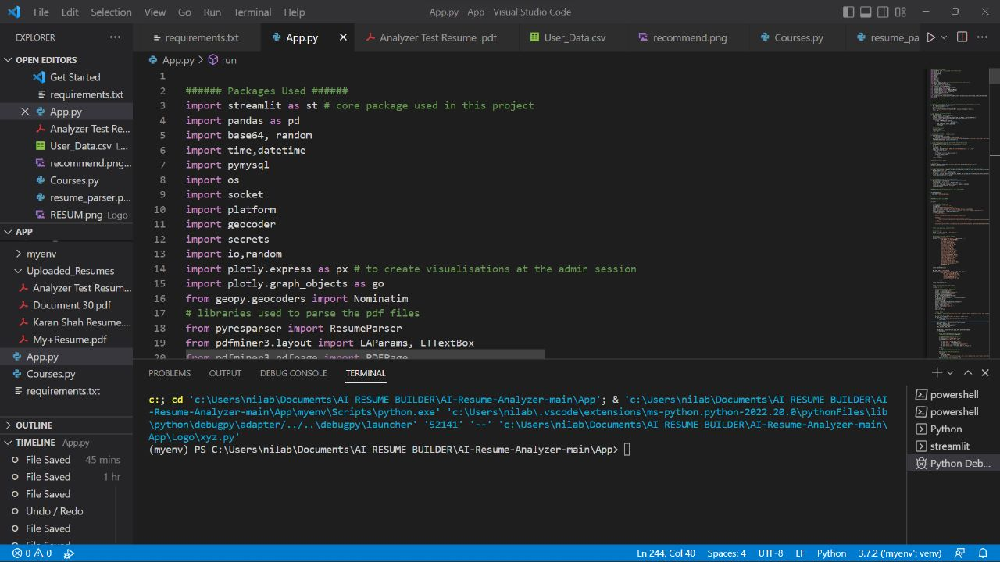 File Edit Selection View Go Run Terminal Help App.py - App - Visual Studio Code
EXPLORER
requirements.txt App.py Analyzer Test Resume .pdf User_Data.csv recommend.png Courses.py resume_pa
OPEN EDITORS
Get Started
requirements.txt
App.py
Analyzer Test Re...
User_Data.csv L...
recommend.png...
Courses.py
resume_parser.p...
RESUM.png Logo
APP
myenv
Uploaded_Resumes
Analyzer Test Resum...
Document 30.pdf
Karan Shah Resume....
My+Resume.pdf
App.py
Courses.py
requirements.txt
OUTLINE
TIMELINE App.py
File Saved 45 mins
File Saved 1 hr
File Saved
Undo / Redo
File Saved
File Saved
App.py > run
1
2 ###### Packages Used ######
3 import streamlit as st # core package used in this project
4 import pandas as pd
5 import base64, random
6 import time,datetime
7 import pymysql
8 import os
9 import socket
10 import platform
11 import geocoder
12 import secrets
13 import io,random
14 import plotly.express as px # to create visualisations at the admin session
15 import plotly.graph_objects as go
16 from geopy.geocoders import Nominatim
17 # libraries used to parse the pdf files
18 from pyresparser import ResumeParser
19 from pdfminer3.layout import LAParams, LTTextBox
20 from pdfminer3.pdfpage import PDFPage
PROBLEMS OUTPUT DEBUG CONSOLE TERMINAL
c:; cd 'c:\Users\nilab\Documents\AI RESUME BUILDER\AI-Resume-Analyzer-main\App'; & 'c:\Users\nilab\Documents\AI RESUME BUILDER\AI
-Resume-Analyzer-main\App\myenv\Scripts\python.exe' 'c:\Users\nilab\.vscode\extensions\ms-python.python-2022.20.0\pythonFiles\lib
\python\debugpy\adapter/../..\debugpy\launcher' '52141' '--' 'c:\Users\nilab\Documents\AI RESUME BUILDER\AI-Resume-Analyzer-main\
App\Logo\xyz.py'
(myenv) PS C:\Users\nilab\Documents\AI RESUME BUILDER\AI-Resume-Analyzer-main\App>
powershell
powershell
Python
streamlit
Python Deb...
0 0 Ln 244, Col 40 Spaces: 4 UTF-8 LF Python 3.7.2 ('myenv': venv)